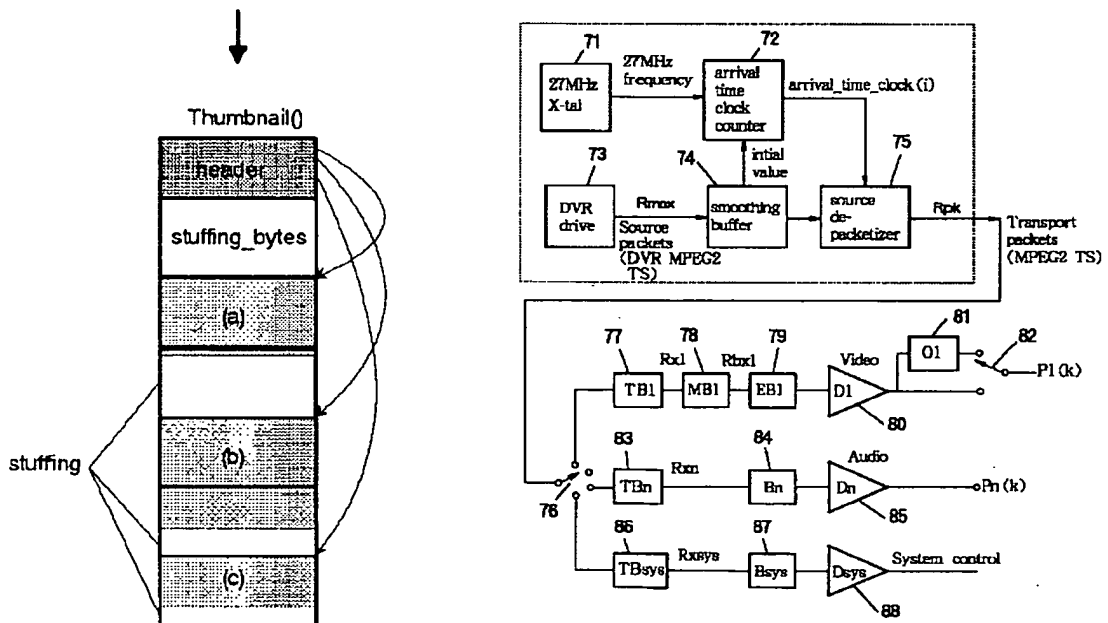 Thumbnail()
header
stuffing_bytes
(a)
(b)
(c)
stuffing
71
27MHz
X-tal
27MHz
frequency
72
arrival
time
clock
counter
arrival_time_clock(i)
73
DVR
drive
Rmax
Source
packets
(DVR MPEG2
TS)
74
intial
value
smoothing
buffer
75
source
de-
packetizer
Rpk
Transport
packets
(MPEG2 TS)
76
77
TB1
Rx1
78
MB1
Rbx1
79
EB1
Video
D1
80
81
O1
82
P1(k)
83
TBn
Rxn
84
Bn
Audio
Dn
85
Pn(k)
86
TBsys
Rxsys
87
Bsys
Dsys
88
System control